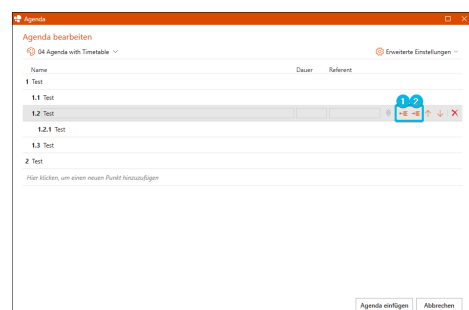 Agenda
Agenda bearbeiten
04 Agenda with Timetable
Erweiterte Einstellungen
Name Dauer Referent
1 Test
1.1 Test
1 2
1.2 Test
1.2.1 Test
1.3 Test
2 Test
Hier klicken, um einen neuen Punkt hinzuzufügen
Agenda einfügen Abbrechen